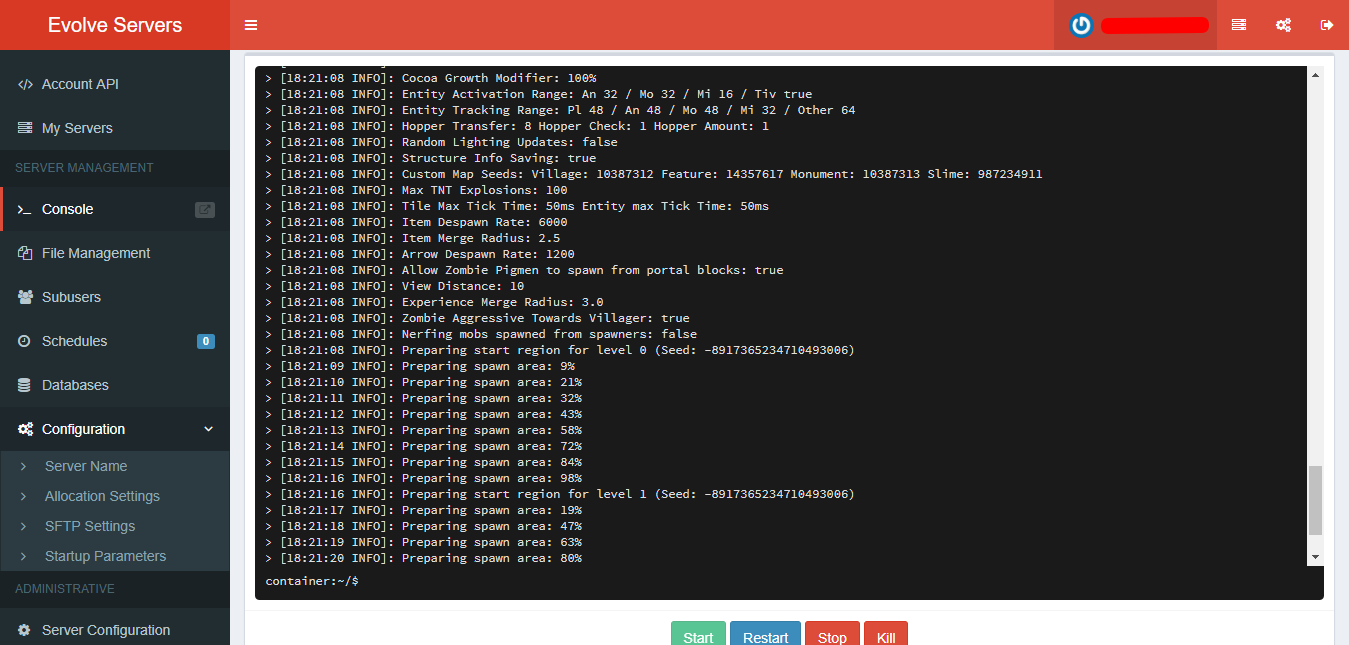 Evolve Servers
Account API
My Servers
SERVER MANAGEMENT
Console
File Management
Subusers
Schedules 0
Databases
Configuration
Server Name
Allocation Settings
SFTP Settings
Startup Parameters
ADMINISTRATIVE
Server Configuration
> [18:21:08 INFO]: Cocoa Growth Modifier: 100%
> [18:21:08 INFO]: Entity Activation Range: An 32 / Mo 32 / Mi 16 / Tiv true
> [18:21:08 INFO]: Entity Tracking Range: Pl 48 / An 48 / Mo 48 / Mi 32 / Other 64
> [18:21:08 INFO]: Hopper Transfer: 8 Hopper Check: 1 Hopper Amount: 1
> [18:21:08 INFO]: Random Lighting Updates: false
> [18:21:08 INFO]: Structure Info Saving: true
> [18:21:08 INFO]: Custom Map Seeds: Village: 10387312 Feature: 14357617 Monument: 10387313 Slime: 987234911
> [18:21:08 INFO]: Max TNT Explosions: 100
> [18:21:08 INFO]: Tile Max Tick Time: 50ms Entity max Tick Time: 50ms
> [18:21:08 INFO]: Item Despawn Rate: 6000
> [18:21:08 INFO]: Item Merge Radius: 2.5
> [18:21:08 INFO]: Arrow Despawn Rate: 1200
> [18:21:08 INFO]: Allow Zombie Pigmen to spawn from portal blocks: true
> [18:21:08 INFO]: View Distance: 10
> [18:21:08 INFO]: Experience Merge Radius: 3.0
> [18:21:08 INFO]: Zombie Aggressive Towards Villager: true
> [18:21:08 INFO]: Nerfing mobs spawned from spawners: false
> [18:21:08 INFO]: Preparing start region for level 0 (Seed: -8917365234710493006)
> [18:21:09 INFO]: Preparing spawn area: 9%
> [18:21:10 INFO]: Preparing spawn area: 21%
> [18:21:11 INFO]: Preparing spawn area: 32%
> [18:21:12 INFO]: Preparing spawn area: 43%
> [18:21:13 INFO]: Preparing spawn area: 58%
> [18:21:14 INFO]: Preparing spawn area: 72%
> [18:21:15 INFO]: Preparing spawn area: 84%
> [18:21:16 INFO]: Preparing spawn area: 98%
> [18:21:16 INFO]: Preparing start region for level 1 (Seed: -8917365234710493006)
> [18:21:17 INFO]: Preparing spawn area: 19%
> [18:21:18 INFO]: Preparing spawn area: 47%
> [18:21:19 INFO]: Preparing spawn area: 63%
> [18:21:20 INFO]: Preparing spawn area: 80%
container:~/$
Start Restart Stop Kill